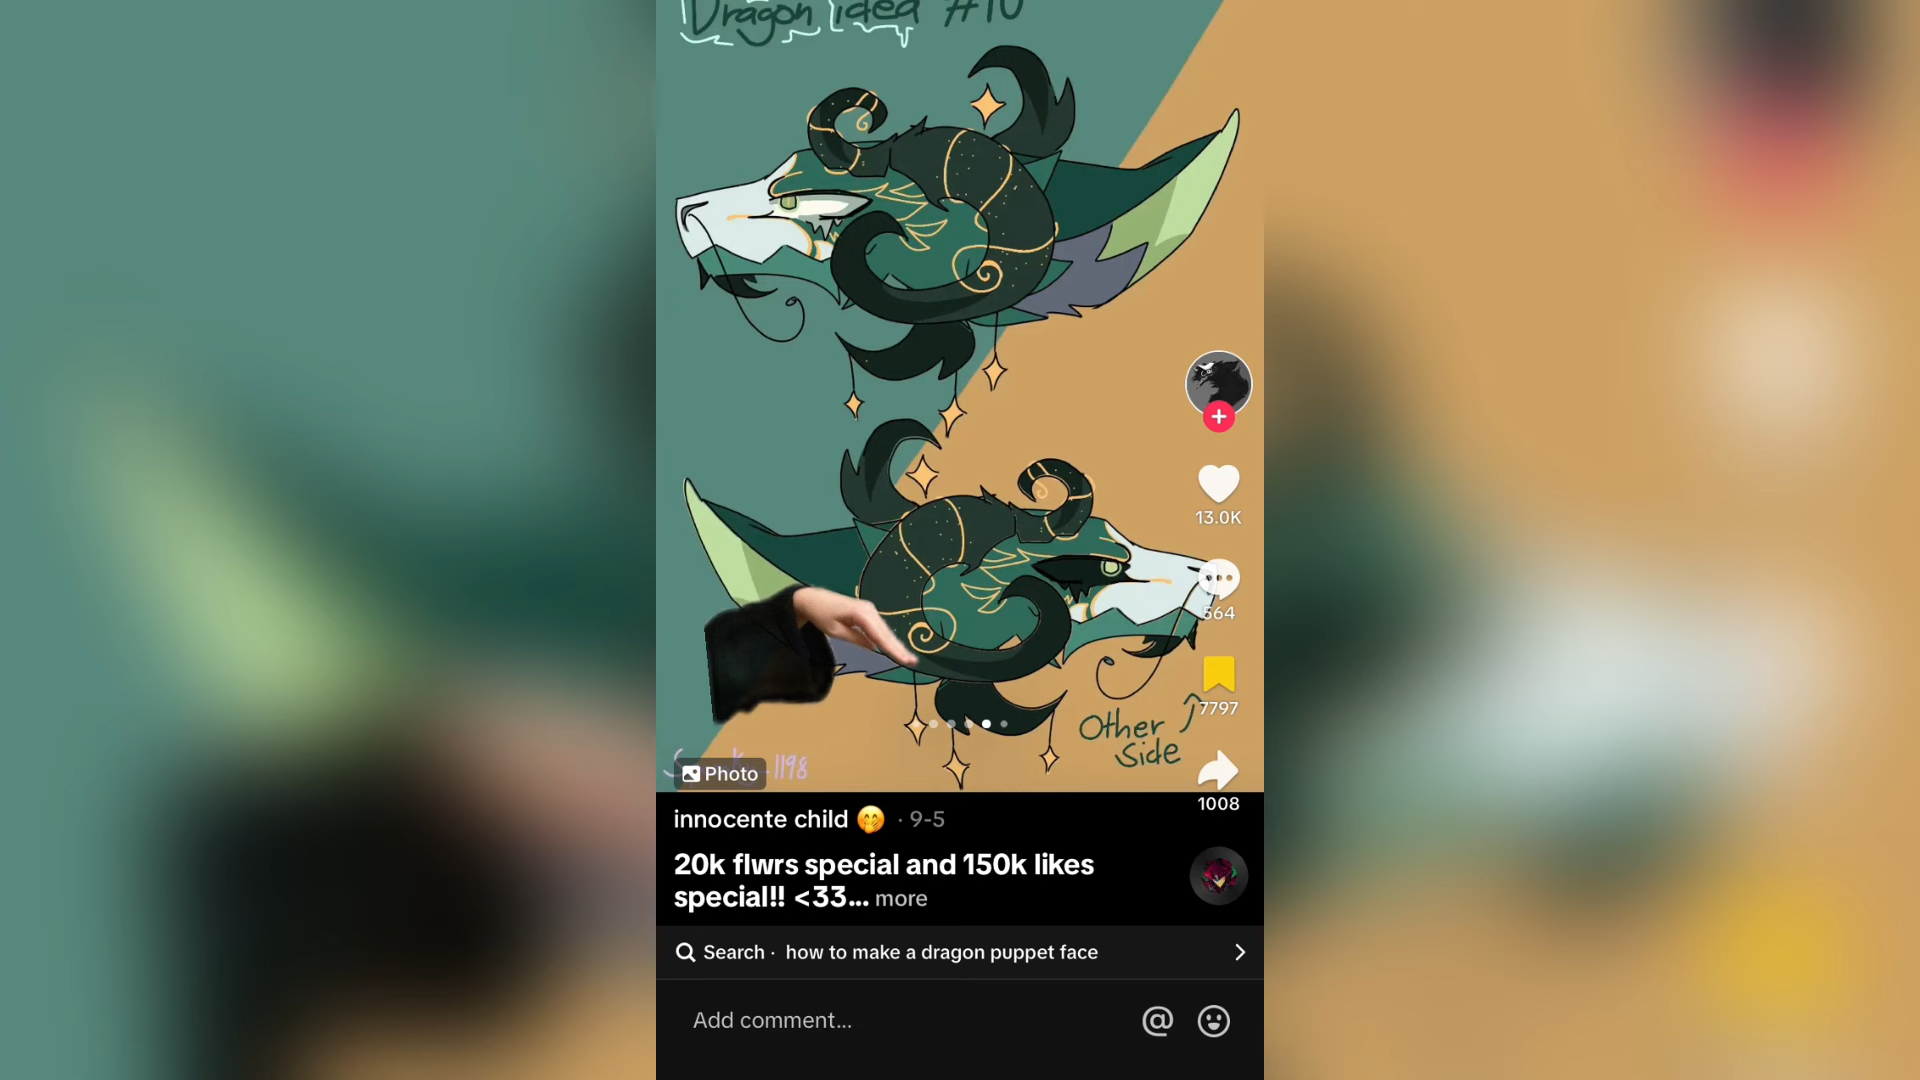 Dragon idea #10
13.0K
564
7797
Other
side
1198
Photo
1008
innocente child 🤭 · 9-5
20k flwrs special and 150k likes
special!! <33... more
Search · how to make a dragon puppet face
Add comment...